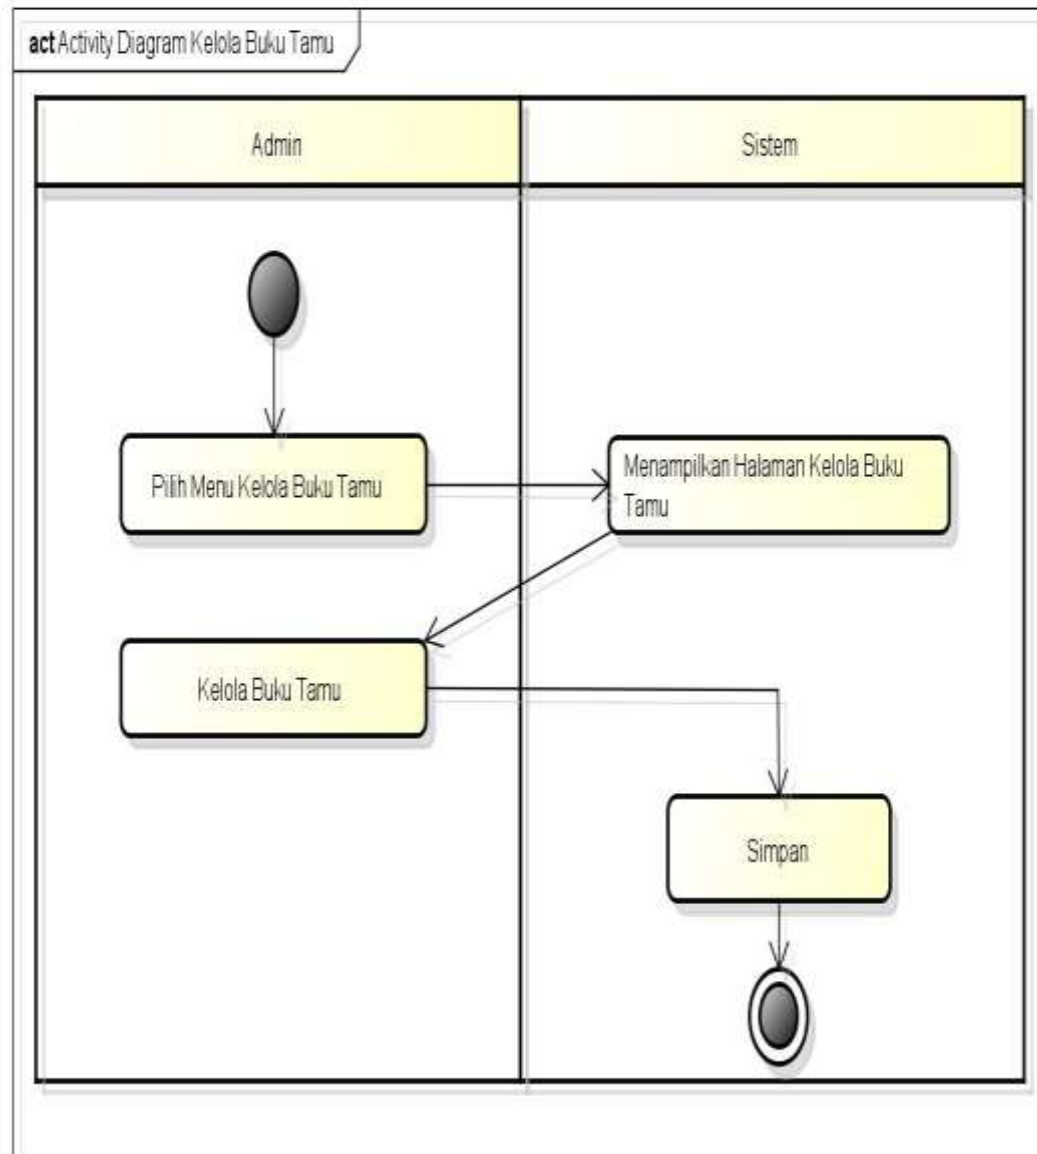 act Activity Diagram Kelola Buku Tamu
Admin
Sistem
Pilih Menu Kelola Buku Tamu
Menampilkan Halaman Kelola Buku
Tamu
Kelola Buku Tamu
Simpan